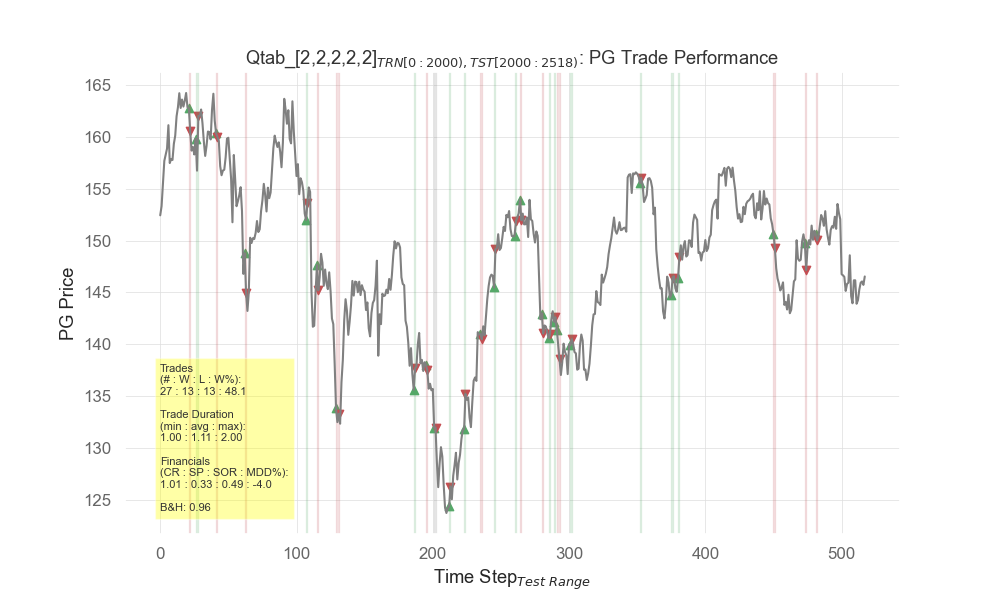 Qtab_[2,2,2,2,2]TRN[0 : 2000), TST[2000 : 2518) : PG Trade Performance
165
160
155
150
145
140
135
130
125
PG Price
Trades
(# : W : L : W%):
27 : 13 : 13 : 48.1
Trade Duration
(min : avg : max):
1.00 : 1.11 : 2.00
Financials
(CR : SP : SOR : MDD%):
1.01 : 0.33 : 0.49 : -4.0
B&H: 0.96
0 100 200 300 400 500
Time StepTest Range